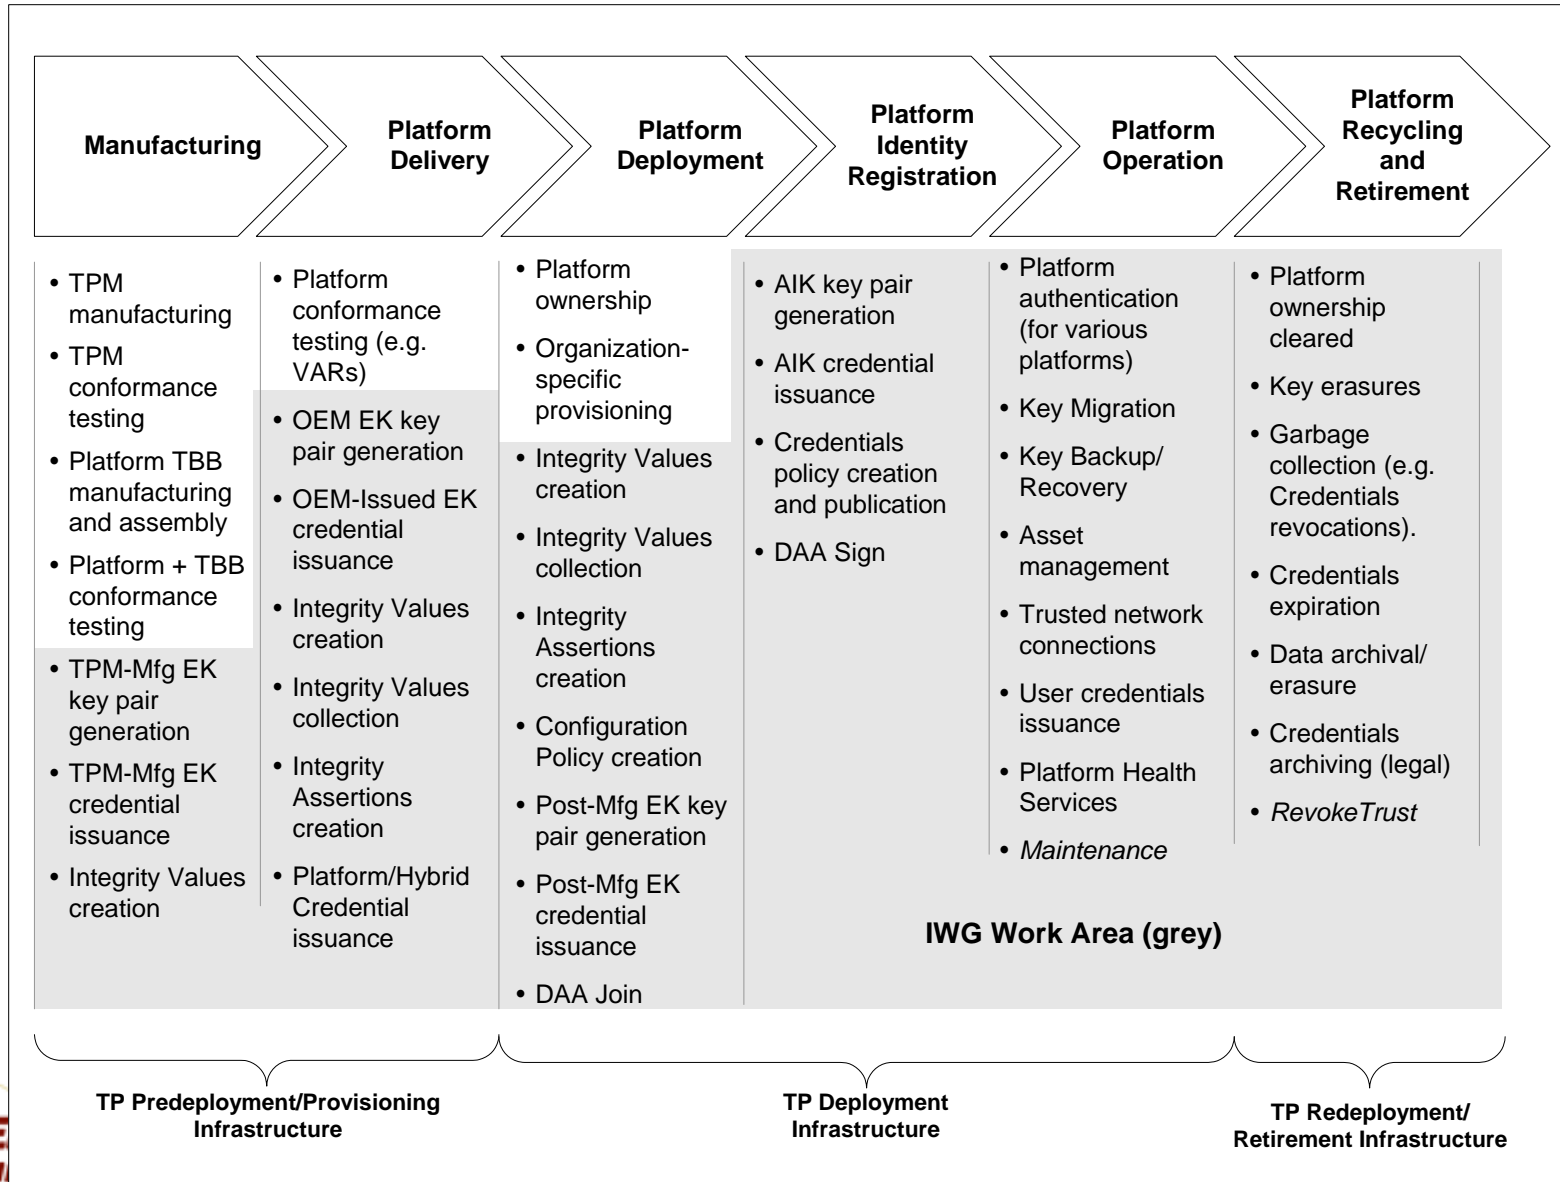 Manufacturing
Platform
Delivery
Platform
Deployment
Platform
Identity
Registration
Platform
Operation
Platform
Recycling
and
Retirement
• TPM
manufacturing
• TPM
conformance
testing
• Platform TBB
manufacturing
and assembly
• Platform + TBB
conformance
testing
• TPM-Mfg EK
key pair
generation
• TPM-Mfg EK
credential
issuance
• Integrity Values
creation
• Platform
conformance
testing (e.g.
VARs)
• OEM EK key
pair generation
• OEM-Issued EK
credential
issuance
• Integrity Values
creation
• Integrity Values
collection
• Integrity
Assertions
creation
• Platform/Hybrid
Credential
issuance
• Platform
ownership
• Organization-
specific
provisioning
• Integrity Values
creation
• Integrity Values
collection
• Integrity
Assertions
creation
• Configuration
Policy creation
• Post-Mfg EK key
pair generation
• Post-Mfg EK
credential
issuance
• DAA Join
• AIK key pair
generation
• AIK credential
issuance
• Credentials
policy creation
and publication
• DAA Sign
• Platform
authentication
(for various
platforms)
• Key Migration
• Key Backup/
Recovery
• Asset
management
• Trusted network
connections
• User credentials
issuance
• Platform Health
Services
• Maintenance
• Platform
ownership
cleared
• Key erasures
• Garbage
collection (e.g.
Credentials
revocations).
• Credentials
expiration
• Data archival/
erasure
• Credentials
archiving (legal)
• RevokeTrust
IWG Work Area (grey)
TP Predeployment/Provisioning
Infrastructure
TP Deployment
Infrastructure
TP Redeployment/
Retirement Infrastructure